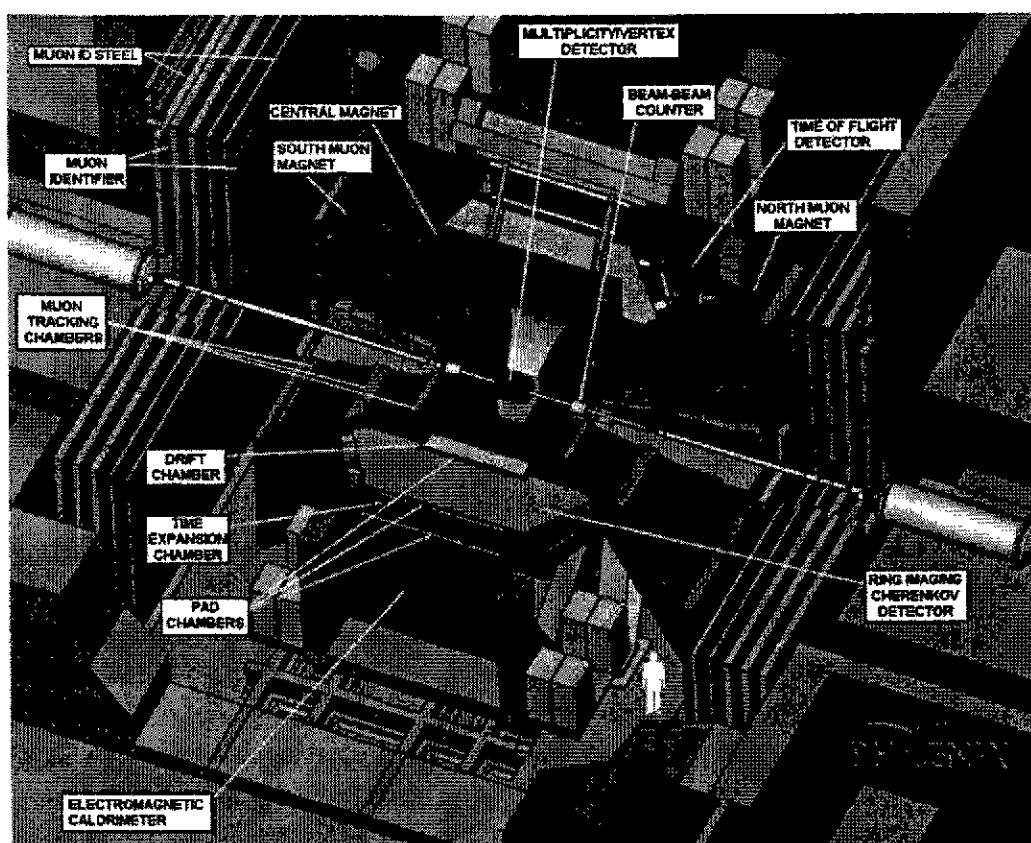 MULTIPLICITY/VERTEX
DETECTOR
MUON ID STEEL
BEAM-BEAM
COUNTER
CENTRAL MAGNET
TIME OF FLIGHT
DETECTOR
SOUTH MUON
MAGNET
MUON
IDENTIFIER
NORTH MUON
MAGNET
MUON
TRACKING
CHAMBERS
DRIFT
CHAMBER
TIME
EXPANSION
CHAMBER
RING IMAGING
CHERENKOV
DETECTOR
PAD
CHAMBERS
ELECTROMAGNETIC
CALORIMETER